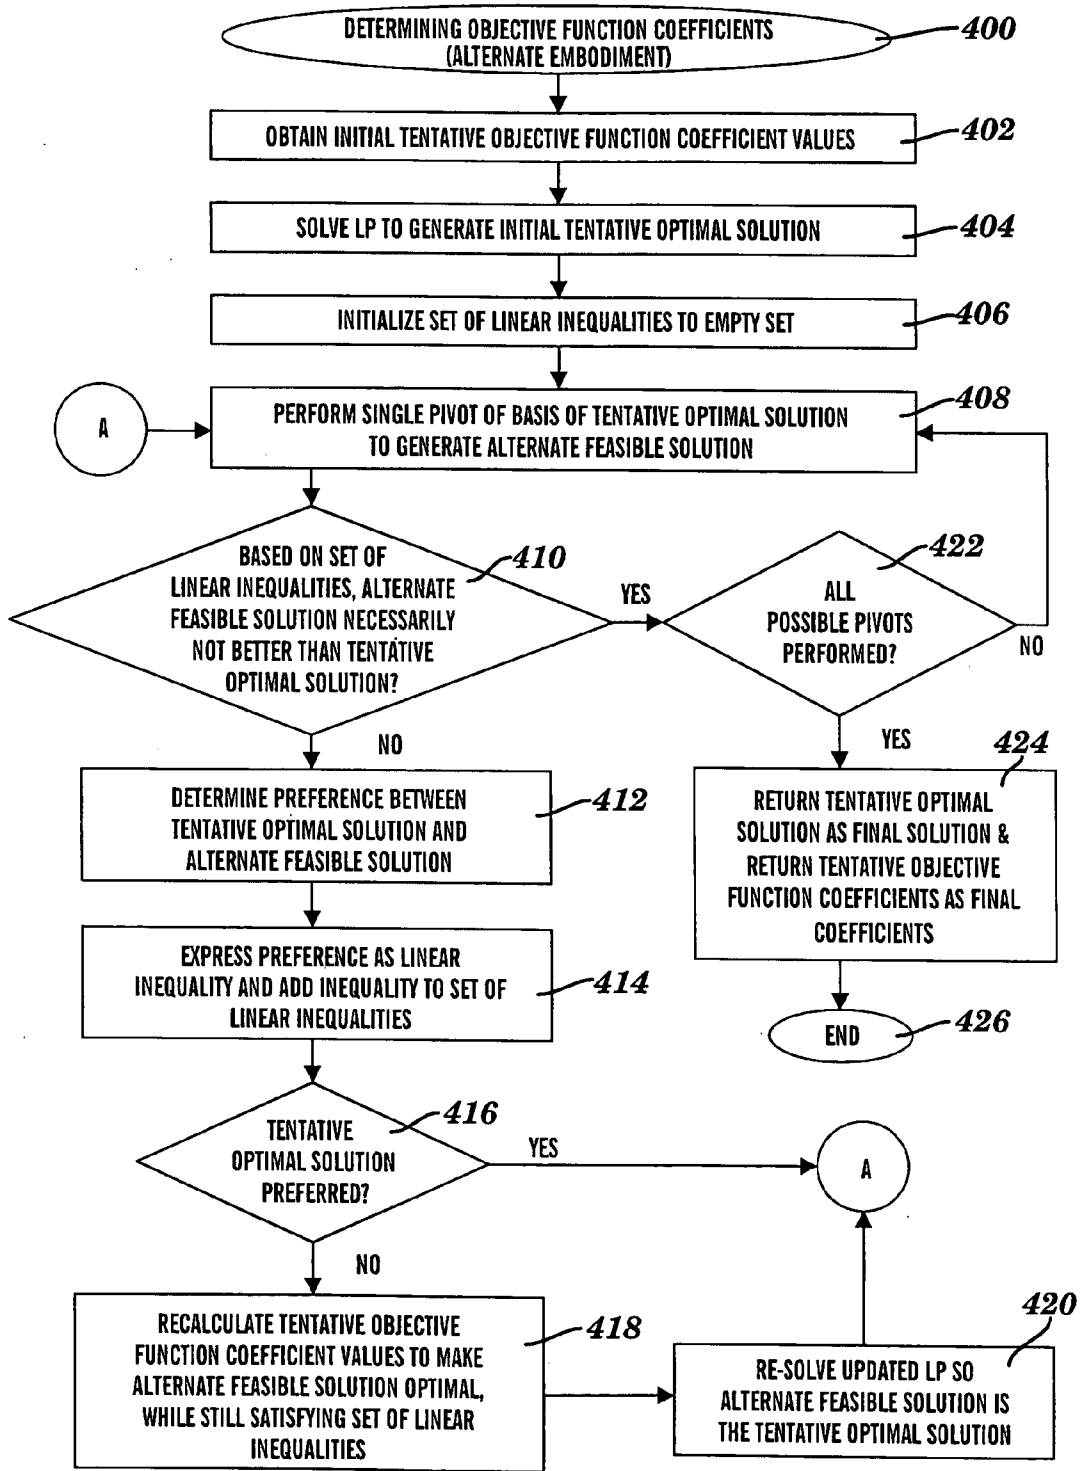 DETERMINING OBJECTIVE FUNCTION COEFFICIENTS
(ALTERNATE EMBODIMENT)
400
OBTAIN INITIAL TENTATIVE OBJECTIVE FUNCTION COEFFICIENT VALUES
402
SOLVE LP TO GENERATE INITIAL TENTATIVE OPTIMAL SOLUTION
404
INITIALIZE SET OF LINEAR INEQUALITIES TO EMPTY SET
406
A
PERFORM SINGLE PIVOT OF BASIS OF TENTATIVE OPTIMAL SOLUTION
TO GENERATE ALTERNATE FEASIBLE SOLUTION
408
BASED ON SET OF
LINEAR INEQUALITIES, ALTERNATE
FEASIBLE SOLUTION NECESSARILY
NOT BETTER THAN TENTATIVE
OPTIMAL SOLUTION?
410
YES
NO
ALL
POSSIBLE PIVOTS
PERFORMED?
422
NO
YES
DETERMINE PREFERENCE BETWEEN
TENTATIVE OPTIMAL SOLUTION AND
ALTERNATE FEASIBLE SOLUTION
412
RETURN TENTATIVE OPTIMAL
SOLUTION AS FINAL SOLUTION &
RETURN TENTATIVE OBJECTIVE
FUNCTION COEFFICIENTS AS FINAL
COEFFICIENTS
424
EXPRESS PREFERENCE AS LINEAR
INEQUALITY AND ADD INEQUALITY TO SET OF
LINEAR INEQUALITIES
414
END
426
TENTATIVE
OPTIMAL SOLUTION
PREFERRED?
416
YES
A
NO
RECALCULATE TENTATIVE OBJECTIVE
FUNCTION COEFFICIENT VALUES TO MAKE
ALTERNATE FEASIBLE SOLUTION OPTIMAL,
WHILE STILL SATISFYING SET OF LINEAR
INEQUALITIES
418
RE-SOLVE UPDATED LP SO
ALTERNATE FEASIBLE SOLUTION IS
THE TENTATIVE OPTIMAL SOLUTION
420